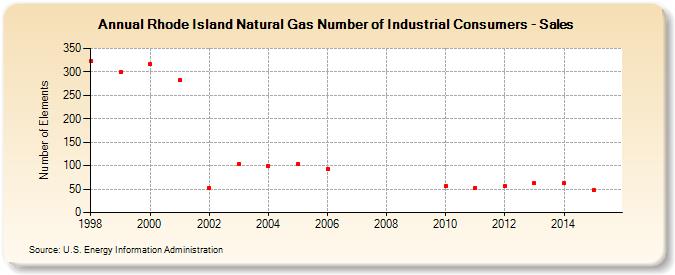 Annual Rhode Island Natural Gas Number of Industrial Consumers - Sales
Number of Elements
350
300
250
200
150
100
50
0
1998 2000 2002 2004 2006 2008 2010 2012 2014
Source: U.S. Energy Information Administration